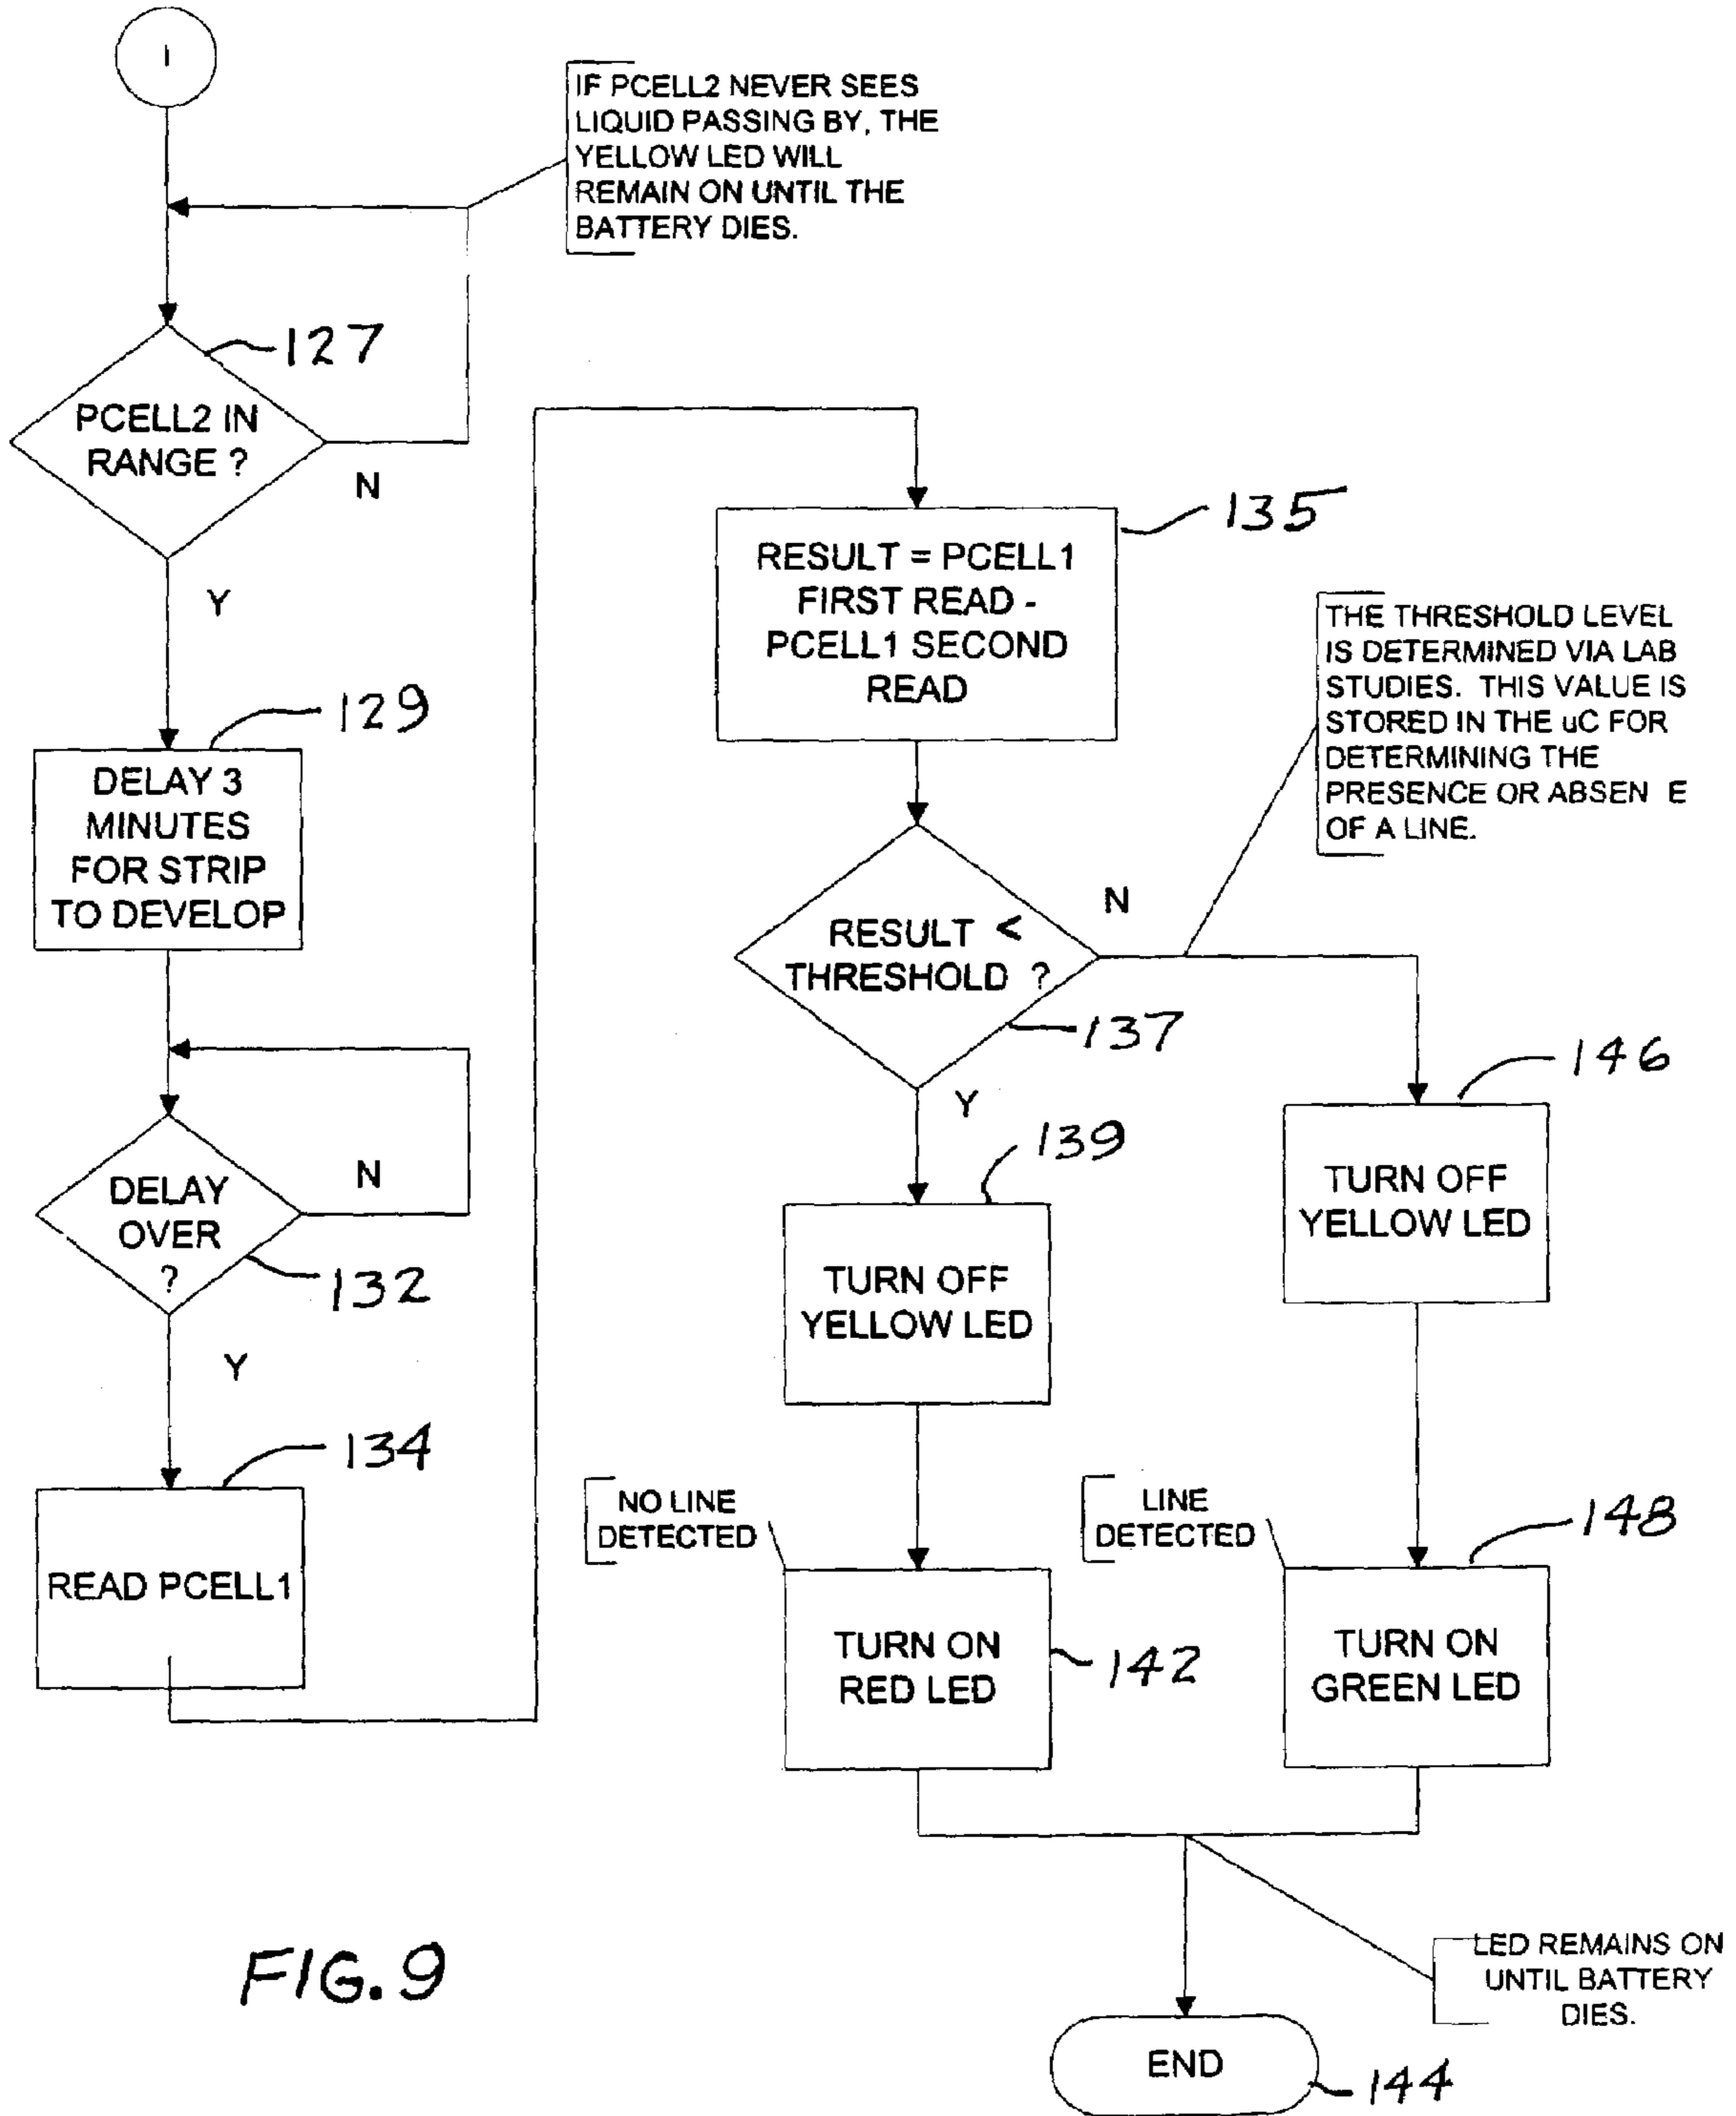 I
IF PCELL2 NEVER SEES
LIQUID PASSING BY, THE
YELLOW LED WILL
REMAIN ON UNTIL THE
BATTERY DIES.
127
PCELL2 IN
RANGE ?
N
Y
129
DELAY 3
MINUTES
FOR STRIP
TO DEVELOP
DELAY
OVER
?
N
132
Y
134
READ PCELL1
135
RESULT = PCELL1
FIRST READ -
PCELL1 SECOND
READ
THE THRESHOLD LEVEL
IS DETERMINED VIA LAB
STUDIES. THIS VALUE IS
STORED IN THE uC FOR
DETERMINING THE
PRESENCE OR ABSEN E
OF A LINE.
RESULT <
THRESHOLD ?
N
137
Y
139
TURN OFF
YELLOW LED
146
TURN OFF
YELLOW LED
NO LINE
DETECTED
TURN ON
RED LED
142
LINE
DETECTED
148
TURN ON
GREEN LED
LED REMAINS ON
UNTIL BATTERY
DIES.
END
144
FIG. 9